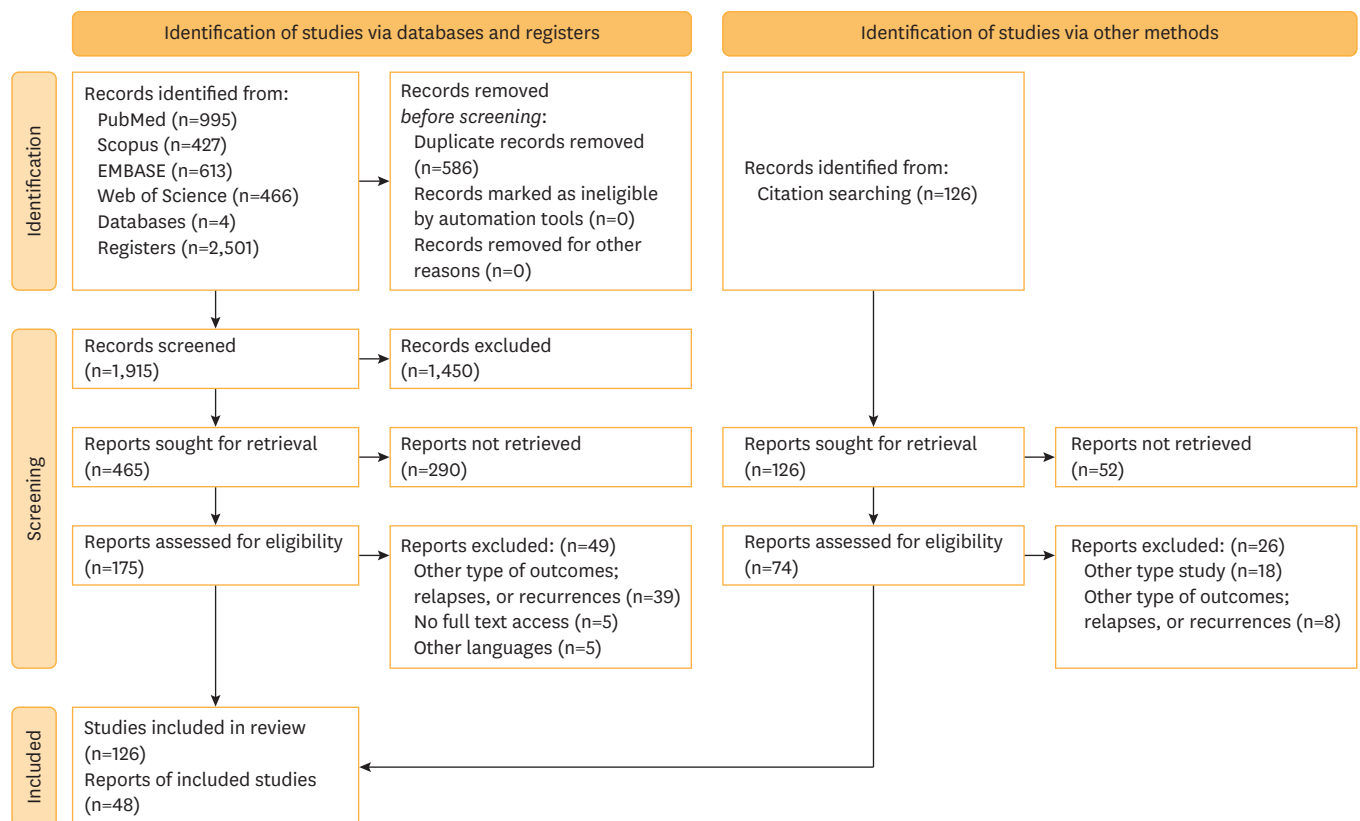 Identification of studies via databases and registers
Identification of studies via other methods
Identification
Records identified from:
PubMed (n=995)
Scopus (n=427)
EMBASE (n=613)
Web of Science (n=466)
Databases (n=4)
Registers (n=2,501)
Records removed
before screening:
Duplicate records removed
(n=586)
Records marked as ineligible
by automation tools (n=0)
Records removed for other
reasons (n=0)
Records identified from:
Citation searching (n=126)
Screening
Records screened
(n=1,915)
Records excluded
(n=1,450)
Reports sought for retrieval
(n=465)
Reports not retrieved
(n=290)
Reports sought for retrieval
(n=126)
Reports not retrieved
(n=52)
Reports assessed for eligibility
(n=175)
Reports excluded: (n=49)
Other type of outcomes;
relapses, or recurrences (n=39)
No full text access (n=5)
Other languages (n=5)
Reports assessed for eligibility
(n=74)
Reports excluded: (n=26)
Other type study (n=18)
Other type of outcomes;
relapses, or recurrences (n=8)
Included
Studies included in review
(n=126)
Reports of included studies
(n=48)